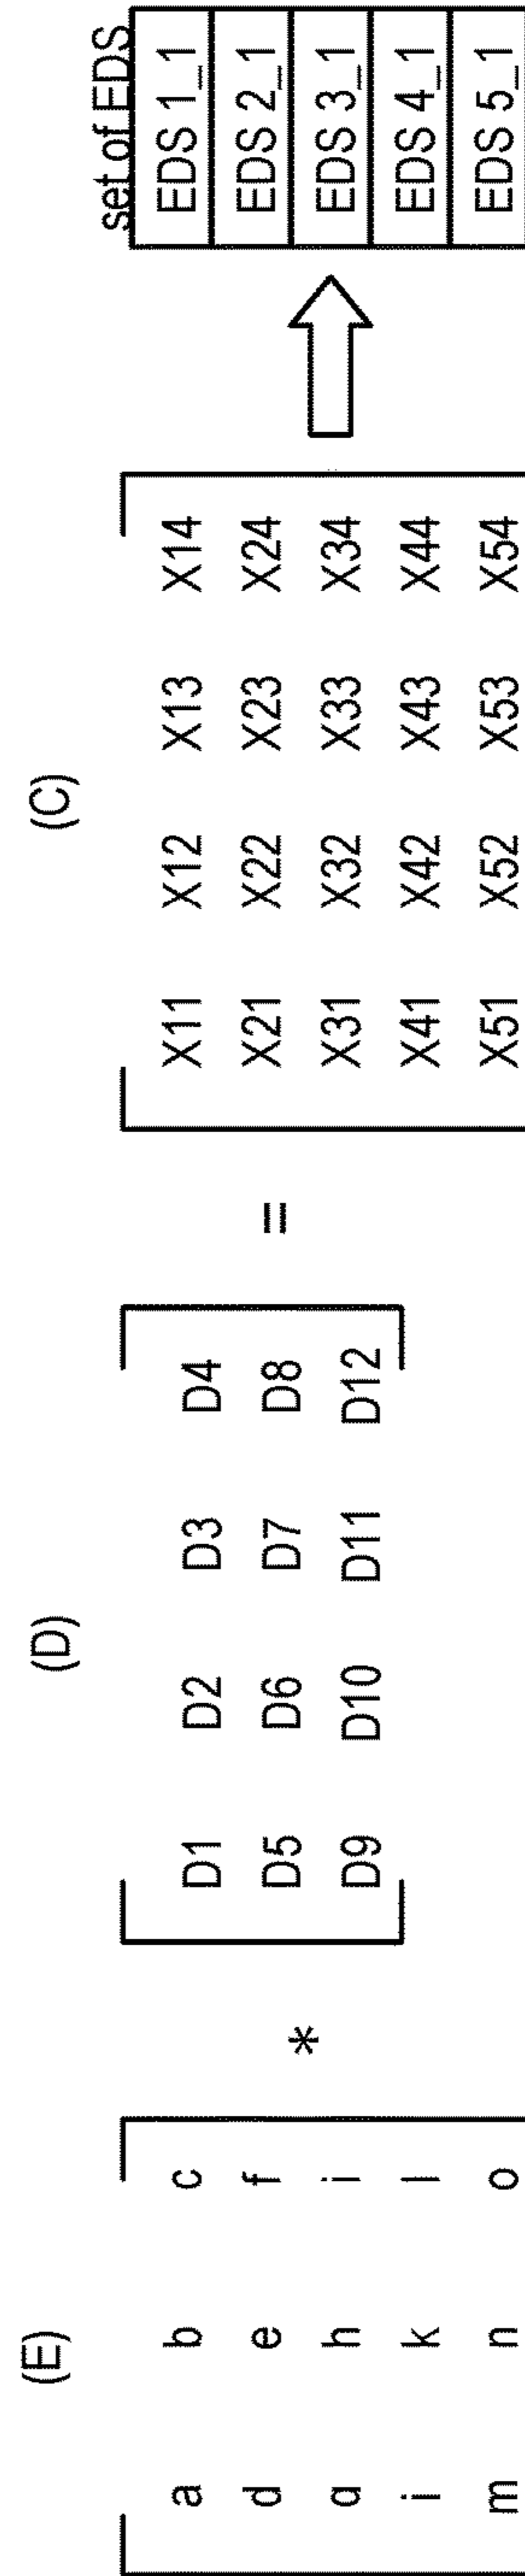 (E) (D) (C) set of EDS
a b c D1 D2 D3 D4 X11 X12 X13 X14 EDS 1_1
d e f * D5 D6 D7 D8 = X21 X22 X23 X24 EDS 2_1
g h i D9 D10 D11 D12 X31 X32 X33 X34 EDS 3_1
j k l X41 X42 X43 X44 EDS 4_1
m n o X51 X52 X53 X54 EDS 5_1